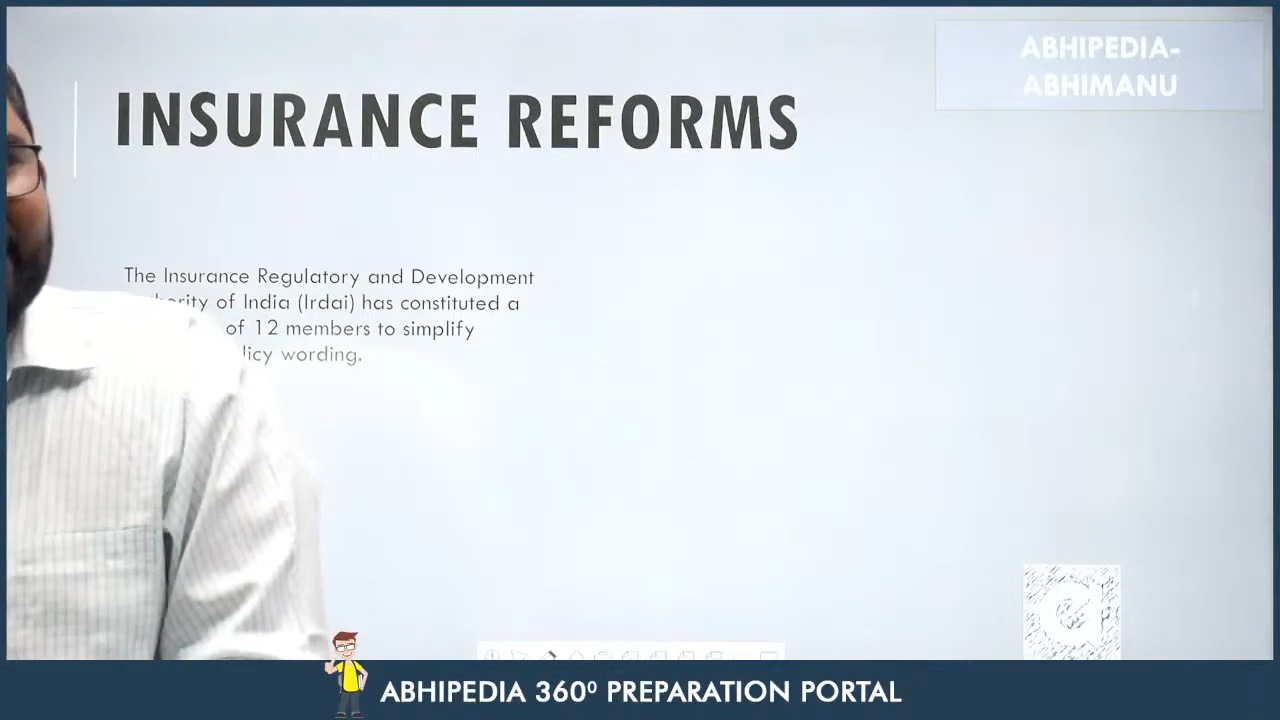 ABHIPEDIA-
ABHIMANU
INSURANCE REFORMS
The Insurance Regulatory and Development
of India (Irdai) has constituted a
of 12 members to simplify
wording.
ABHIPEDIA 360⁰ PREPARATION PORTAL